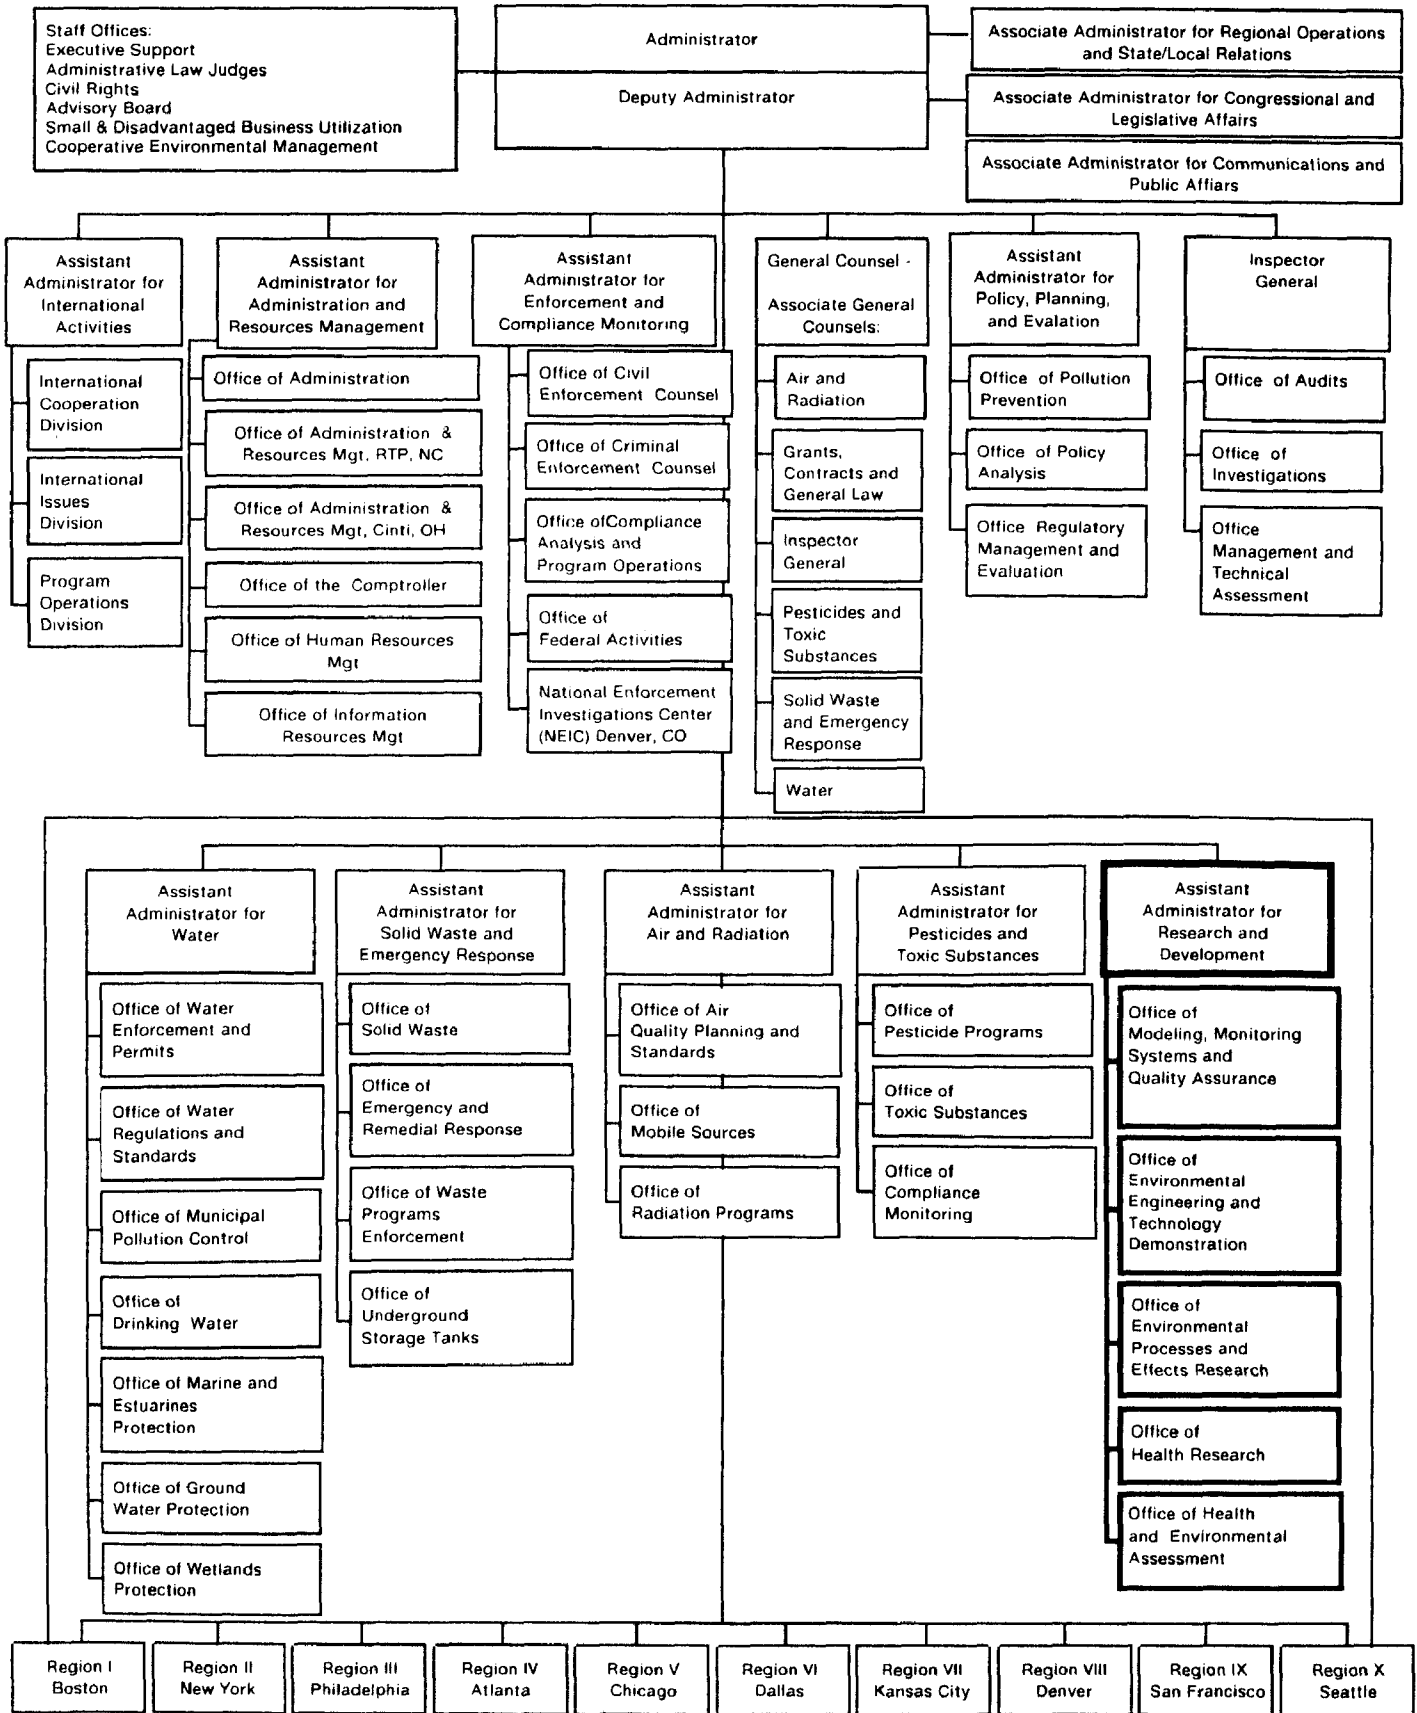 Staff Offices:
Executive Support
Administrative Law Judges
Civil Rights
Advisory Board
Small & Disadvantaged Business Utilization
Cooperative Environmental Management
Administrator
Deputy Administrator
Associate Administrator for Regional Operations
and State/Local Relations
Associate Administrator for Congressional and
Legislative Affairs
Associate Administrator for Communications and
Public Affiars
Assistant
Administrator for
International
Activities
International
Cooperation
Division
International
Issues
Division
Program
Operations
Division
Assistant
Administrator for
Administration and
Resources Management
Office of Administration
Office of Administration &
Resources Mgt, RTP, NC
Office of Administration &
Resources Mgt, Cinti, OH
Office of the Comptroller
Office of Human Resources
Mgt
Office of Information
Resources Mgt
Assistant
Administrator for
Enforcement and
Compliance Monitoring
Office of Civil
Enforcement Counsel
Office of Criminal
Enforcement Counsel
Office ofCompliance
Analysis and
Program Operations
Office of
Federal Activities
National Enforcement
Investigations Center
(NEIC) Denver, CO
General Counsel -
Associate General
Counsels:
Air and
Radiation
Grants,
Contracts and
General Law
Inspector
General
Pesticides and
Toxic
Substances
Solid Waste
and Emergency
Response
Water
Assistant
Administrator for
Policy, Planning,
and Evalation
Office of Pollution
Prevention
Office of Policy
Analysis
Office Regulatory
Management and
Evaluation
Inspector
General
Office of Audits
Office of
Investigations
Office
Management and
Technical
Assessment
Assistant
Administrator for
Water
Office of Water
Enforcement and
Permits
Office of Water
Regulations and
Standards
Office of Municipal
Pollution Control
Office of
Drinking Water
Office of Marine and
Estuarines
Protection
Office of Ground
Water Protection
Office of Wetlands
Protection
Assistant
Administrator for
Solid Waste and
Emergency Response
Office of
Solid Waste
Office of
Emergency and
Remedial Response
Office of Waste
Programs
Enforcement
Office of
Underground
Storage Tanks
Assistant
Administrator for
Air and Radiation
Office of Air
Quality Planning and
Standards
Office of
Mobile Sources
Office of
Radiation Programs
Assistant
Administrator for
Pesticides and
Toxic Substances
Office of
Pesticide Programs
Office of
Toxic Substances
Office of
Compliance
Monitoring
Assistant
Administrator for
Research and
Development
Office of
Modeling, Monitoring
Systems and
Quality Assurance
Office of
Environmental
Engineering and
Technology
Demonstration
Office of
Environmental
Processes and
Effects Research
Office of
Health Research
Office of Health
and Environmental
Assessment
Region I
Boston
Region II
New York
Region III
Philadelphia
Region IV
Atlanta
Region V
Chicago
Region VI
Dallas
Region VII
Kansas City
Region VIII
Denver
Region IX
San Francisco
Region X
Seattle